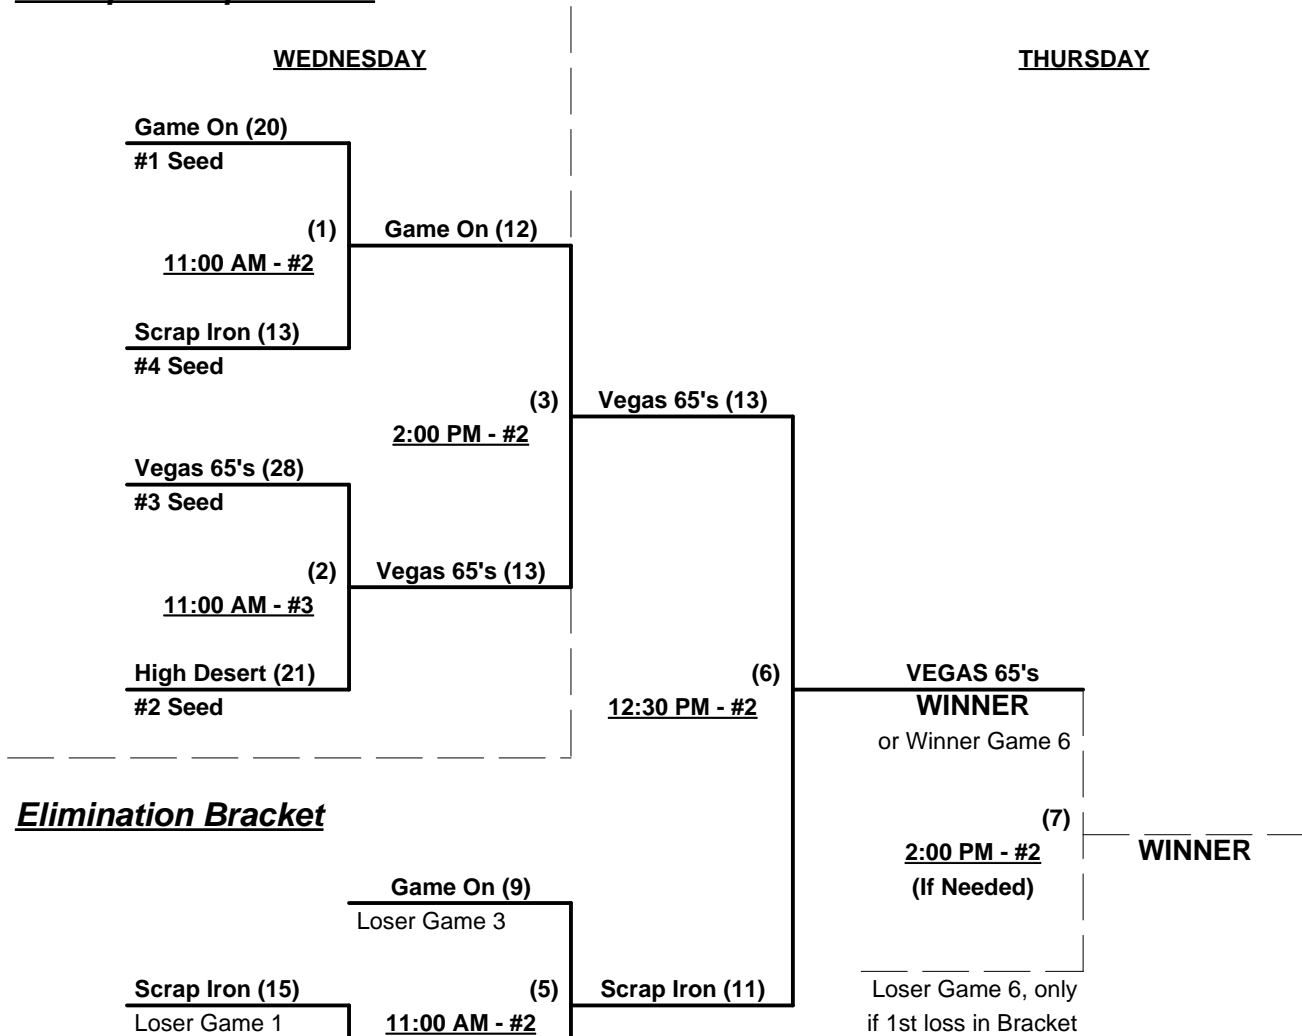 WEDNESDAY
THURSDAY
Game On (20)
#1 Seed
(1)
Game On (12)
11:00 AM - #2
Scrap Iron (13)
#4 Seed
(3)
Vegas 65's (13)
2:00 PM - #2
Vegas 65's (28)
#3 Seed
(2)
Vegas 65's (13)
11:00 AM - #3
High Desert (21)
#2 Seed
(6)
VEGAS 65's
12:30 PM - #2
WINNER
or Winner Game 6
Elimination Bracket
(7)
2:00 PM - #2
WINNER
(If Needed)
Game On (9)
Loser Game 3
Scrap Iron (15)
Loser Game 1
(5)
11:00 AM - #2
Scrap Iron (11)
Loser Game 6, only
if 1st loss in Bracket